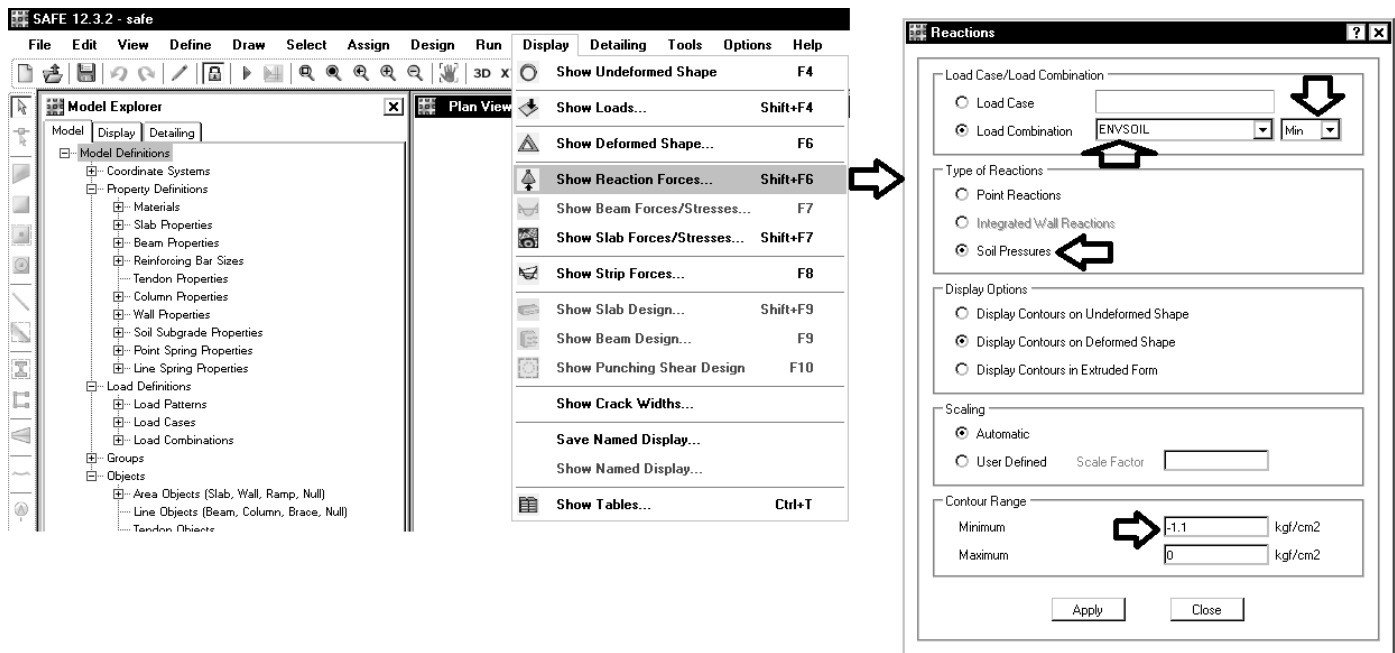 SAFE 12.3.2 - safe
File Edit View Define Draw Select Assign Design Run Display Detailing Tools Options Help
3D X
Model Explorer
Model Display Detailing
Model Definitions
Coordinate Systems
Property Definitions
Materials
Slab Properties
Beam Properties
Reinforcing Bar Sizes
Tendon Properties
Column Properties
Wall Properties
Soil Subgrade Properties
Point Spring Properties
Line Spring Properties
Load Definitions
Load Patterns
Load Cases
Load Combinations
Groups
Objects
Area Objects (Slab, Wall, Ramp, Null)
Line Objects (Beam, Column, Brace, Null)
Tendon Objects
Plan View
Show Undeformed Shape F4
Show Loads... Shift+F4
Show Deformed Shape... F6
Show Reaction Forces... Shift+F6
Show Beam Forces/Stresses... F7
Show Slab Forces/Stresses... Shift+F7
Show Strip Forces... F8
Show Slab Design... Shift+F9
Show Beam Design... F9
Show Punching Shear Design F10
Show Crack Widths...
Save Named Display...
Show Named Display...
Show Tables... Ctrl+T
Reactions
Load Case/Load Combination
Load Case
Load Combination ENVSOIL Min
Type of Reactions
Point Reactions
Integrated Wall Reactions
Soil Pressures
Display Options
Display Contours on Undeformed Shape
Display Contours on Deformed Shape
Display Contours in Extruded Form
Scaling
Automatic
User Defined Scale Factor
Contour Range
Minimum -1.1 kgf/cm2
Maximum 0 kgf/cm2
Apply Close